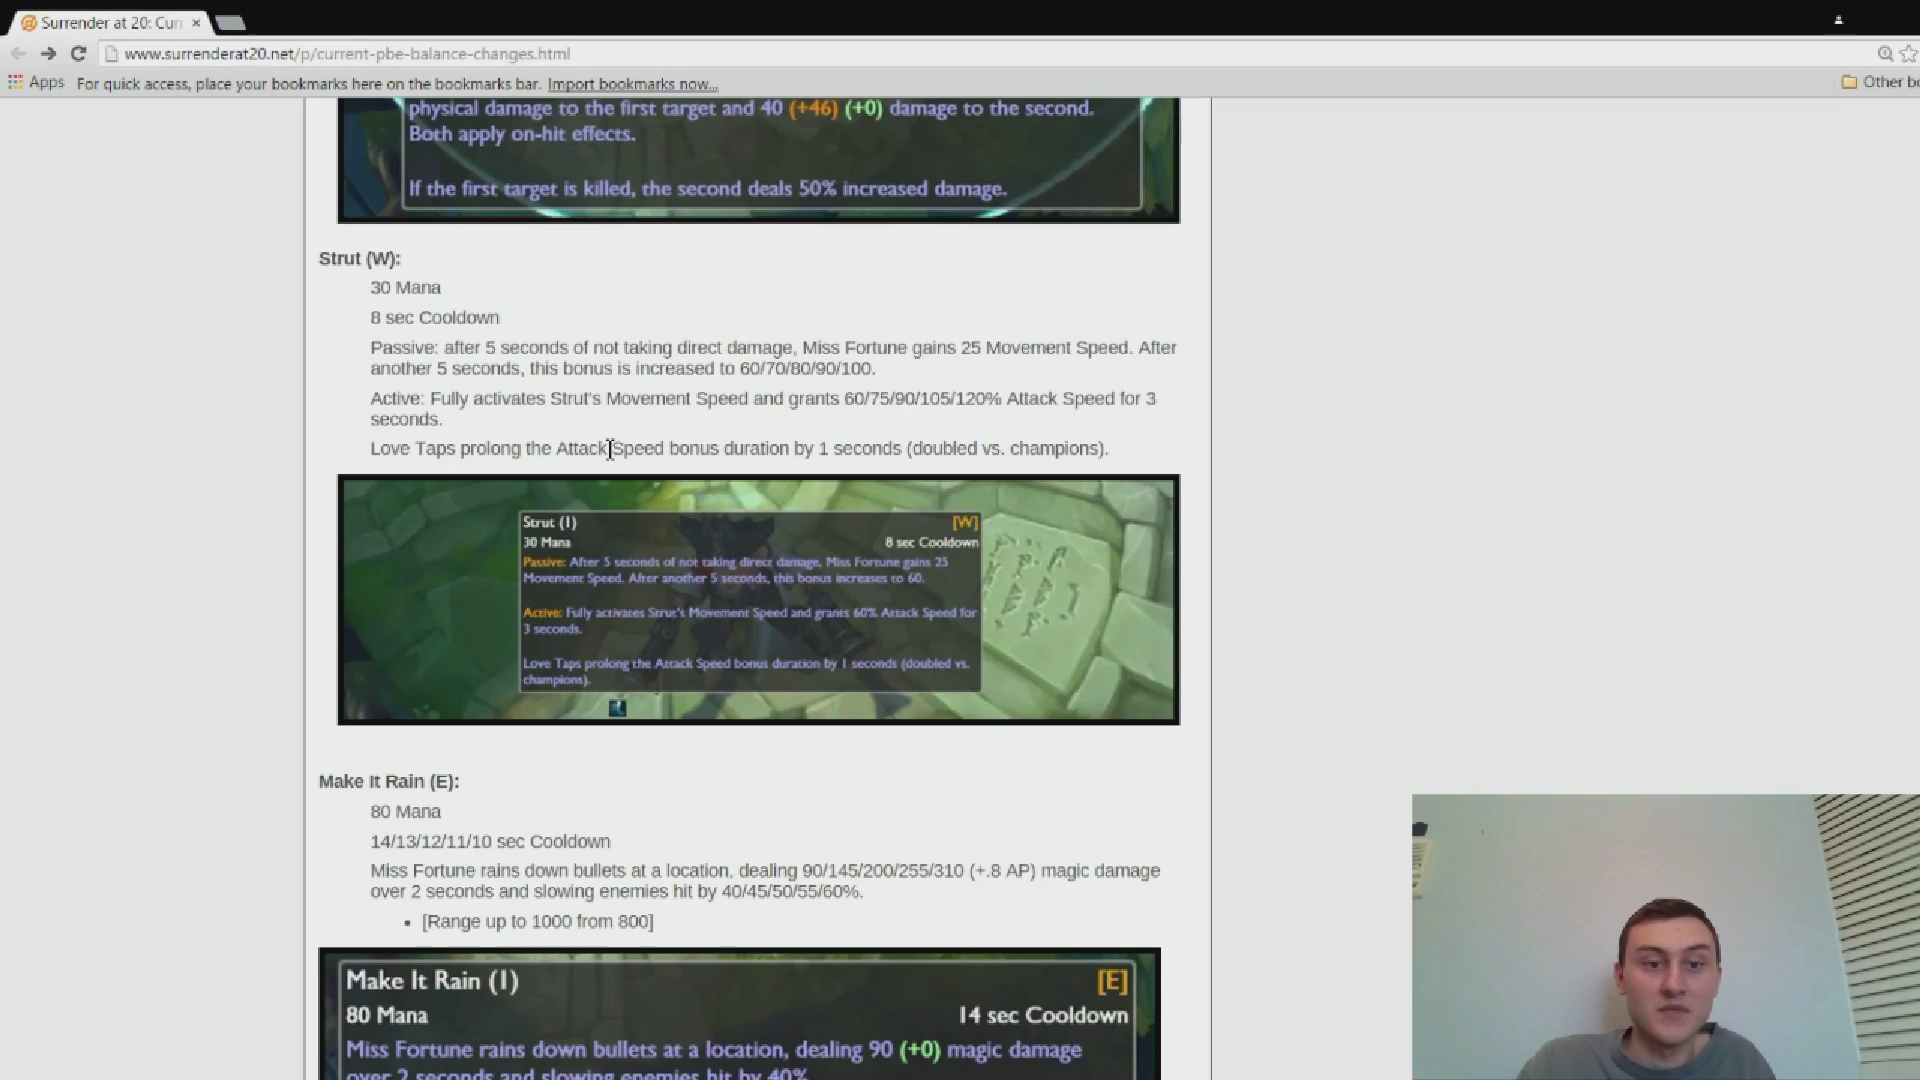 Surrender at 20: Curr
www.surrenderat20.net/p/current-pbe-balance-changes.html
Apps For quick access, place your bookmarks here on the bookmarks bar. Import bookmarks now...
Other bo
physical damage to the first target and 40 (+46) (+0) damage to the second.
Both apply on-hit effects.
If the first target is killed, the second deals 50% increased damage.
Strut (W):
30 Mana
8 sec Cooldown
Passive: after 5 seconds of not taking direct damage, Miss Fortune gains 25 Movement Speed. After
another 5 seconds, this bonus is increased to 60/70/80/90/100.
Active: Fully activates Strut's Movement Speed and grants 60/75/90/105/120% Attack Speed for 3
seconds.
Love Taps prolong the Attack Speed bonus duration by 1 seconds (doubled vs. champions).
Strut (1) [W]
30 Mana 8 sec Cooldown
Passive: After 5 seconds of not taking direct damage, Miss Fortune gains 25
Movement Speed. After another 5 seconds, this bonus increases to 60.
Active: Fully activates Strut's Movement Speed and grants 60% Attack Speed for
3 seconds.
Love Taps prolong the Attack Speed bonus duration by 1 seconds (doubled vs.
champions).
Make It Rain (E):
80 Mana
14/13/12/11/10 sec Cooldown
Miss Fortune rains down bullets at a location, dealing 90/145/200/255/310 (+.8 AP) magic damage
over 2 seconds and slowing enemies hit by 40/45/50/55/60%.
• [Range up to 1000 from 800]
Make It Rain (1) [E]
80 Mana 14 sec Cooldown
Miss Fortune rains down bullets at a location, dealing 90 (+0) magic damage
over 2 seconds and slowing enemies hit by 40%.